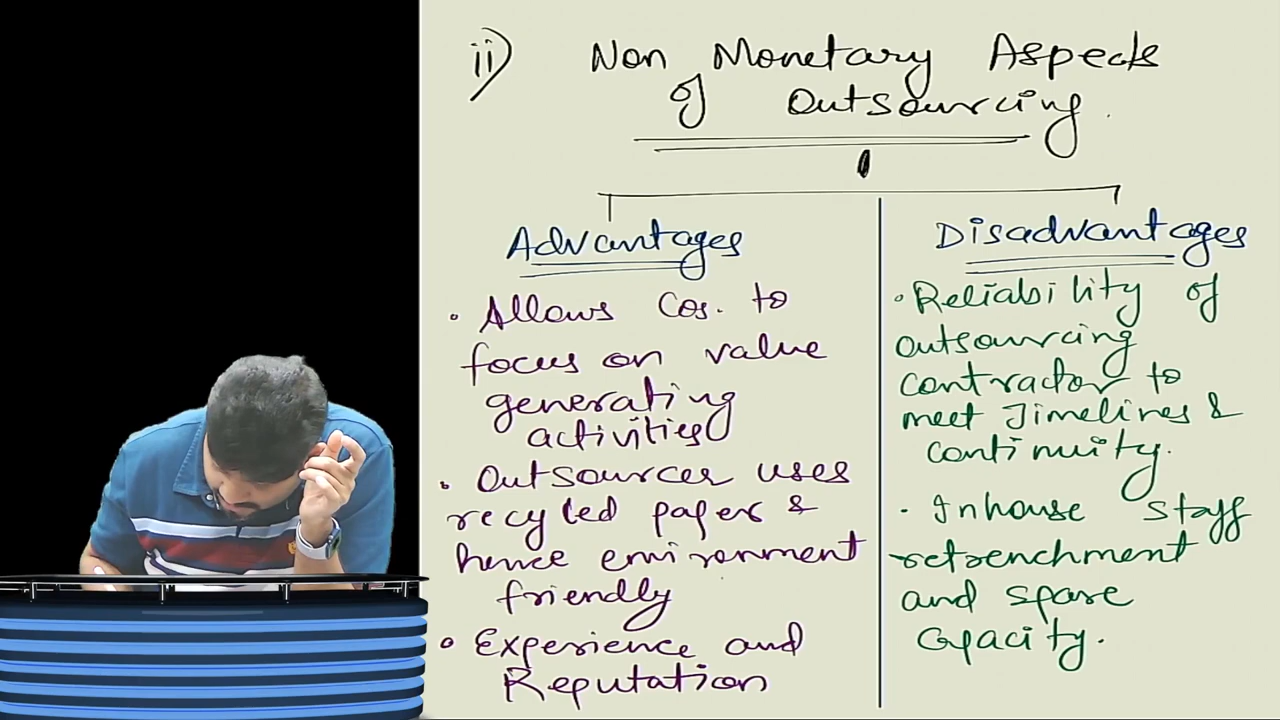 ii) Non Monetary Aspects
of Outsourcing.
Advantages
• Allows Cos. to
focus on value
generating
activities
• Outsourcer uses
recycled paper &
hence environment
friendly
• Experience and
Reputation
Disadvantages
• Reliability of
outsourcing
contractor to
meet Timelines &
continuity.
• Inhouse staff
retrenchment
and spare
capacity.